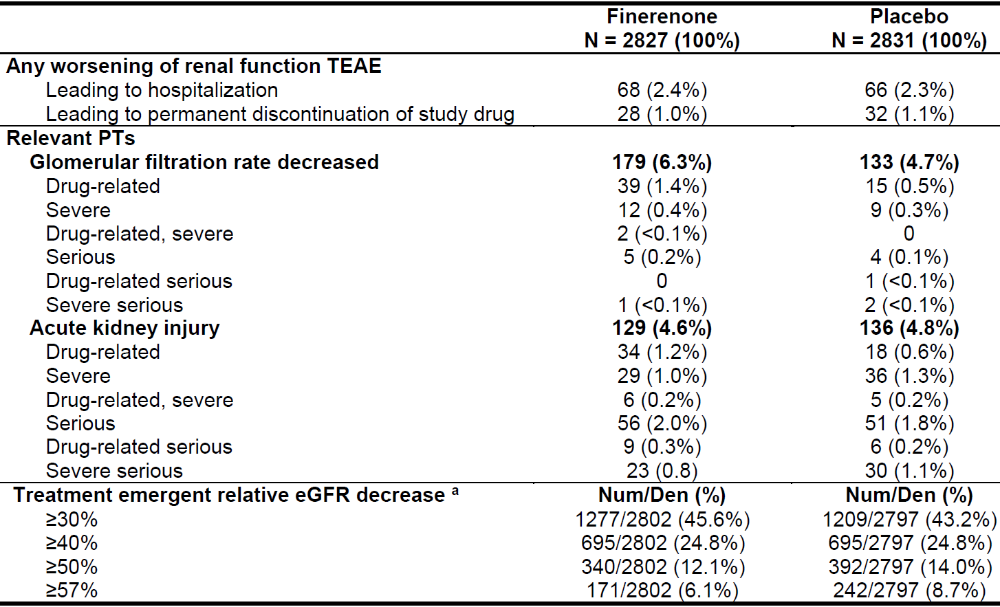 Finerenone Placebo
N = 2827 (100%) N = 2831 (100%)
Any worsening of renal function TEAE
Leading to hospitalization 68 (2.4%) 66 (2.3%)
Leading to permanent discontinuation of study drug 28 (1.0%) 32 (1.1%)
Relevant PTs
Glomerular filtration rate decreased 179 (6.3%) 133 (4.7%)
Drug-related 39 (1.4%) 15 (0.5%)
Severe 12 (0.4%) 9 (0.3%)
Drug-related, severe 2 (<0.1%) 0
Serious 5 (0.2%) 4 (0.1%)
Drug-related serious 0 1 (<0.1%)
Severe serious 1 (<0.1%) 2 (<0.1%)
Acute kidney injury 129 (4.6%) 136 (4.8%)
Drug-related 34 (1.2%) 18 (0.6%)
Severe 29 (1.0%) 36 (1.3%)
Drug-related, severe 6 (0.2%) 5 (0.2%)
Serious 56 (2.0%) 51 (1.8%)
Drug-related serious 9 (0.3%) 6 (0.2%)
Severe serious 23 (0.8) 30 (1.1%)
Treatment emergent relative eGFR decrease ᵃ Num/Den (%) Num/Den (%)
≥30% 1277/2802 (45.6%) 1209/2797 (43.2%)
≥40% 695/2802 (24.8%) 695/2797 (24.8%)
≥50% 340/2802 (12.1%) 392/2797 (14.0%)
≥57% 171/2802 (6.1%) 242/2797 (8.7%)